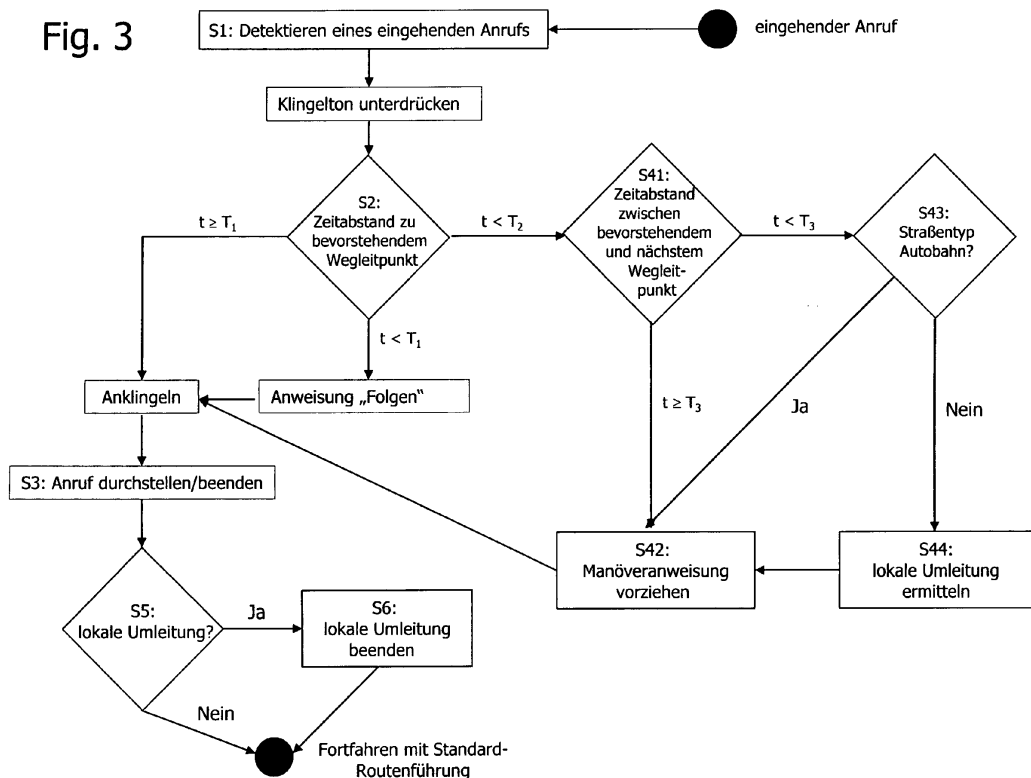 Fig. 3
S1: Detektieren eines eingehenden Anrufs
eingehender Anruf
Klingelton unterdrücken
S2:
Zeitabstand zu
bevorstehendem
Wegleitpunkt
t ≥ T₁
t < T₂
t < T₁
S41:
Zeitabstand
zwischen
bevorstehendem
und nächstem
Wegleit-
punkt
t < T₃
t ≥ T₃
S43:
Straßentyp
Autobahn?
Ja
Nein
Anklingeln
Anweisung „Folgen“
S3: Anruf durchstellen/beenden
S42:
Manöveranweisung
vorziehen
S44:
lokale Umleitung
ermitteln
S5:
lokale Umleitung?
Ja
Nein
S6:
lokale Umleitung
beenden
Fortfahren mit Standard-
Routenführung